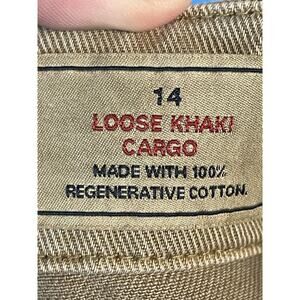 14
LOOSE KHAKI
CARGO
MADE WITH 100%
REGENERATIVE COTTON.